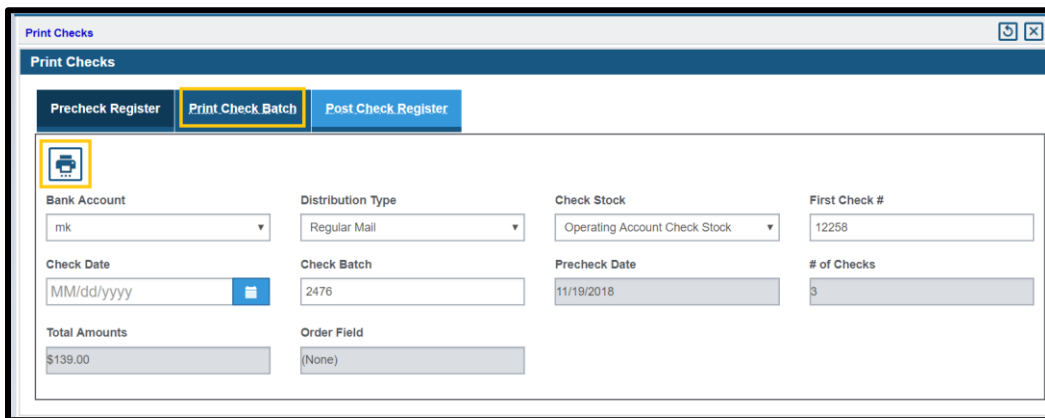 Print Checks
Print Checks
Precheck Register Print Check Batch Post Check Register
Bank Account Distribution Type Check Stock First Check #
mk Regular Mail Operating Account Check Stock 12258
Check Date Check Batch Precheck Date # of Checks
MM/dd/yyyy 2476 11/19/2018 3
Total Amounts Order Field
$139.00 (None)